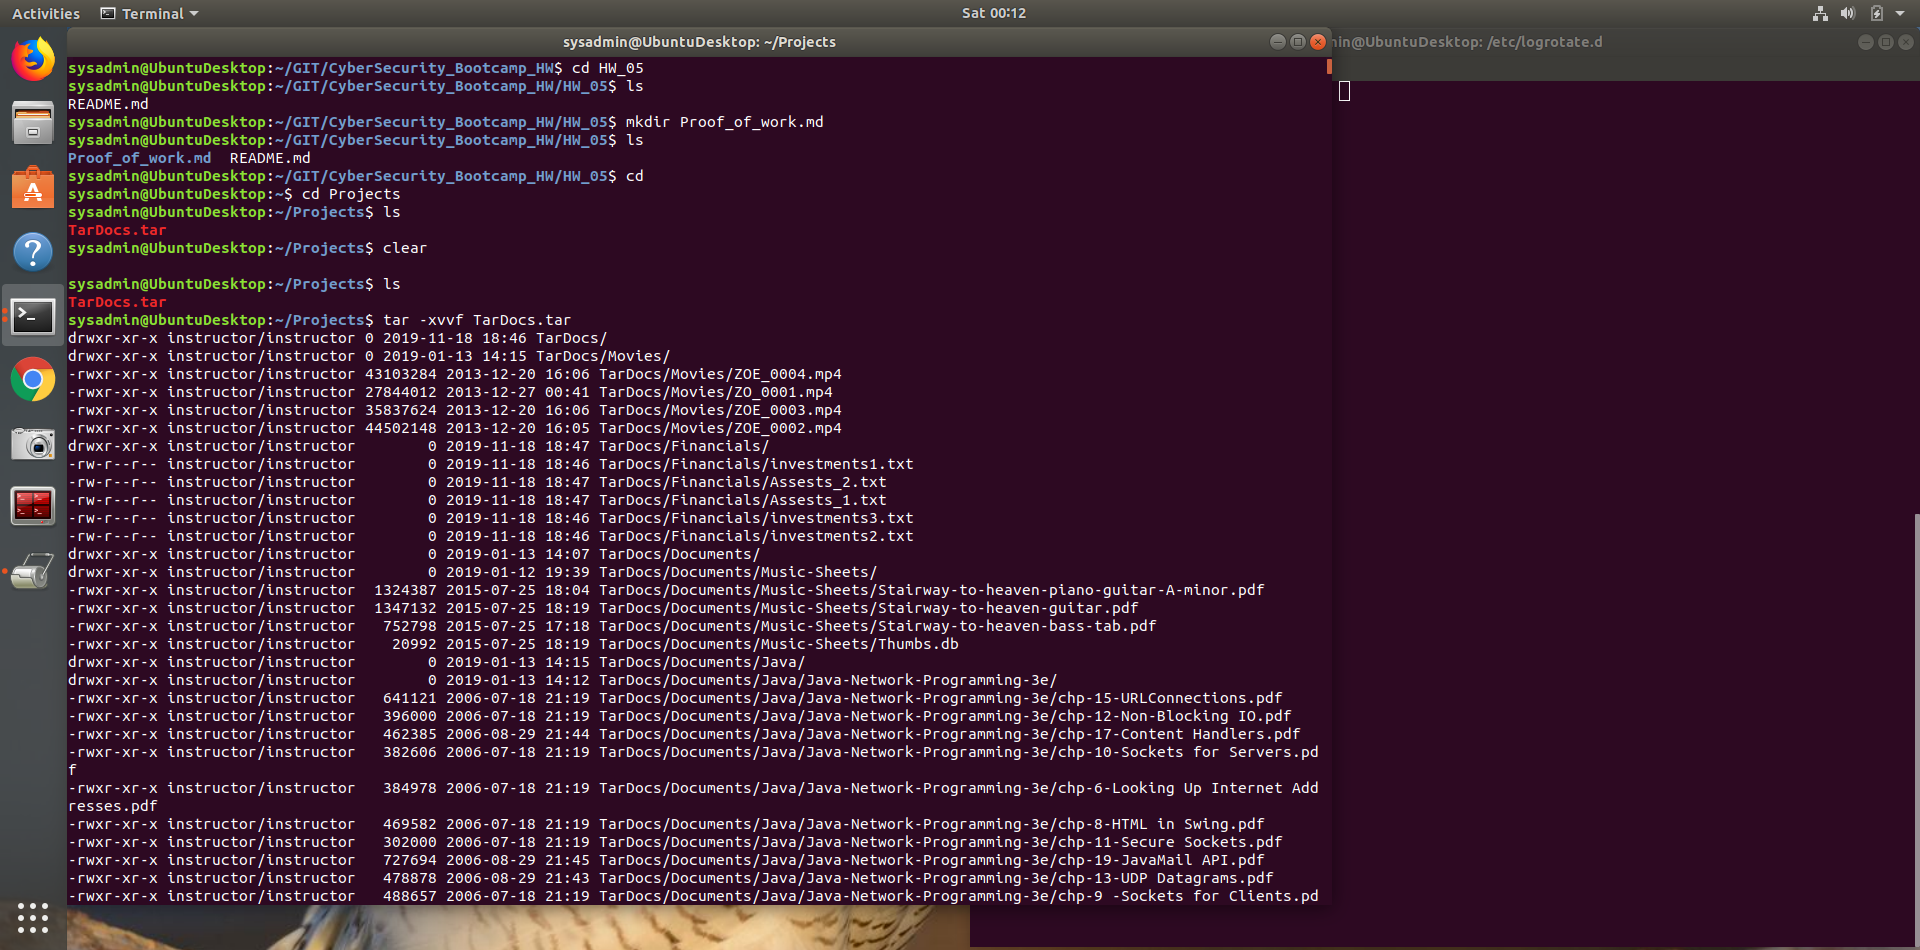 Activities Terminal Sat 00:12
sysadmin@UbuntuDesktop: ~/Projects
min@UbuntuDesktop: /etc/logrotate.d
sysadmin@UbuntuDesktop:~/GIT/CyberSecurity_Bootcamp_HW$ cd HW_05
sysadmin@UbuntuDesktop:~/GIT/CyberSecurity_Bootcamp_HW/HW_05$ ls
README.md
sysadmin@UbuntuDesktop:~/GIT/CyberSecurity_Bootcamp_HW/HW_05$ mkdir Proof_of_work.md
sysadmin@UbuntuDesktop:~/GIT/CyberSecurity_Bootcamp_HW/HW_05$ ls
Proof_of_work.md  README.md
sysadmin@UbuntuDesktop:~/GIT/CyberSecurity_Bootcamp_HW/HW_05$ cd
sysadmin@UbuntuDesktop:~$ cd Projects
sysadmin@UbuntuDesktop:~/Projects$ ls
TarDocs.tar
sysadmin@UbuntuDesktop:~/Projects$ clear
sysadmin@UbuntuDesktop:~/Projects$ ls
TarDocs.tar
sysadmin@UbuntuDesktop:~/Projects$ tar -xvvf TarDocs.tar
drwxr-xr-x instructor/instructor 0 2019-11-18 18:46 TarDocs/
drwxr-xr-x instructor/instructor 0 2019-01-13 14:15 TarDocs/Movies/
-rwxr-xr-x instructor/instructor 43103284 2013-12-20 16:06 TarDocs/Movies/ZOE_0004.mp4
-rwxr-xr-x instructor/instructor 27844012 2013-12-27 00:41 TarDocs/Movies/ZO_0001.mp4
-rwxr-xr-x instructor/instructor 35837624 2013-12-20 16:06 TarDocs/Movies/ZOE_0003.mp4
-rwxr-xr-x instructor/instructor 44502148 2013-12-20 16:05 TarDocs/Movies/ZOE_0002.mp4
drwxr-xr-x instructor/instructor        0 2019-11-18 18:47 TarDocs/Financials/
-rw-r--r-- instructor/instructor        0 2019-11-18 18:46 TarDocs/Financials/investments1.txt
-rw-r--r-- instructor/instructor        0 2019-11-18 18:47 TarDocs/Financials/Assests_2.txt
-rw-r--r-- instructor/instructor        0 2019-11-18 18:47 TarDocs/Financials/Assests_1.txt
-rw-r--r-- instructor/instructor        0 2019-11-18 18:46 TarDocs/Financials/investments3.txt
-rw-r--r-- instructor/instructor        0 2019-11-18 18:46 TarDocs/Financials/investments2.txt
drwxr-xr-x instructor/instructor        0 2019-01-13 14:07 TarDocs/Documents/
drwxr-xr-x instructor/instructor        0 2019-01-12 19:39 TarDocs/Documents/Music-Sheets/
-rwxr-xr-x instructor/instructor  1324387 2015-07-25 18:04 TarDocs/Documents/Music-Sheets/Stairway-to-heaven-piano-guitar-A-minor.pdf
-rwxr-xr-x instructor/instructor  1347132 2015-07-25 18:19 TarDocs/Documents/Music-Sheets/Stairway-to-heaven-guitar.pdf
-rwxr-xr-x instructor/instructor   752798 2015-07-25 17:18 TarDocs/Documents/Music-Sheets/Stairway-to-heaven-bass-tab.pdf
-rwxr-xr-x instructor/instructor    20992 2015-07-25 18:19 TarDocs/Documents/Music-Sheets/Thumbs.db
drwxr-xr-x instructor/instructor        0 2019-01-13 14:15 TarDocs/Documents/Java/
drwxr-xr-x instructor/instructor        0 2019-01-13 14:12 TarDocs/Documents/Java/Java-Network-Programming-3e/
-rwxr-xr-x instructor/instructor   641121 2006-07-18 21:19 TarDocs/Documents/Java/Java-Network-Programming-3e/chp-15-URLConnections.pdf
-rwxr-xr-x instructor/instructor   396000 2006-07-18 21:19 TarDocs/Documents/Java/Java-Network-Programming-3e/chp-12-Non-Blocking IO.pdf
-rwxr-xr-x instructor/instructor   462385 2006-08-29 21:44 TarDocs/Documents/Java/Java-Network-Programming-3e/chp-17-Content Handlers.pdf
-rwxr-xr-x instructor/instructor   382606 2006-07-18 21:19 TarDocs/Documents/Java/Java-Network-Programming-3e/chp-10-Sockets for Servers.pd
f
-rwxr-xr-x instructor/instructor   384978 2006-07-18 21:19 TarDocs/Documents/Java/Java-Network-Programming-3e/chp-6-Looking Up Internet Add
resses.pdf
-rwxr-xr-x instructor/instructor   469582 2006-07-18 21:19 TarDocs/Documents/Java/Java-Network-Programming-3e/chp-8-HTML in Swing.pdf
-rwxr-xr-x instructor/instructor   302000 2006-07-18 21:19 TarDocs/Documents/Java/Java-Network-Programming-3e/chp-11-Secure Sockets.pdf
-rwxr-xr-x instructor/instructor   727694 2006-08-29 21:45 TarDocs/Documents/Java/Java-Network-Programming-3e/chp-19-JavaMail API.pdf
-rwxr-xr-x instructor/instructor   478878 2006-08-29 21:43 TarDocs/Documents/Java/Java-Network-Programming-3e/chp-13-UDP Datagrams.pdf
-rwxr-xr-x instructor/instructor   488657 2006-07-18 21:19 TarDocs/Documents/Java/Java-Network-Programming-3e/chp-9 -Sockets for Clients.pd